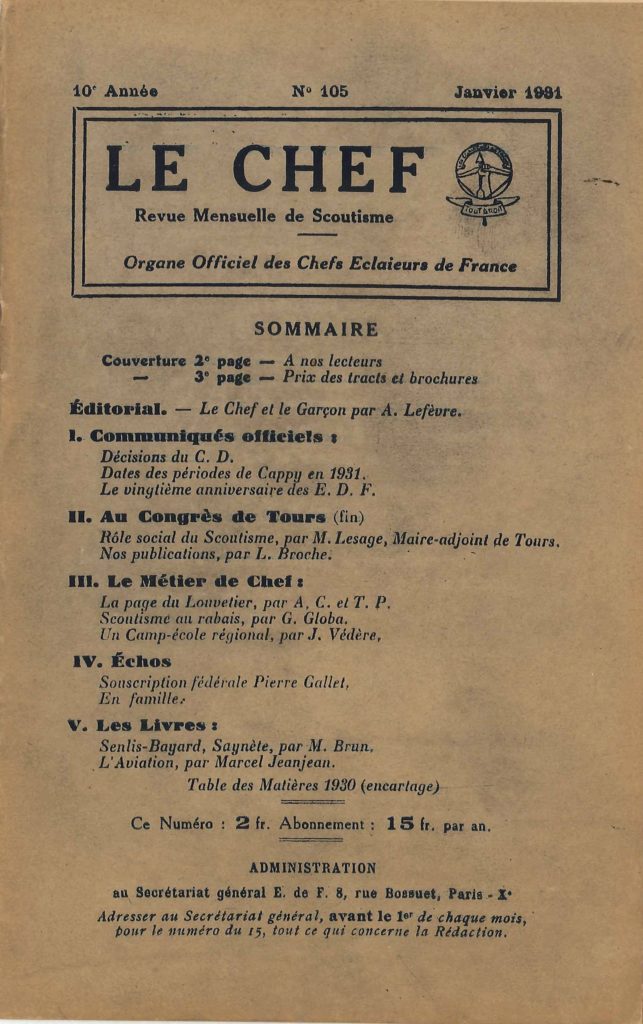 10e Année No 105 Janvier 1931
LE CHEF
TOUT DROIT
Revue Mensuelle de Scoutisme
Organe Officiel des Chefs Eclaieurs de France
SOMMAIRE
Couverture 2e page — A nos lecteurs
— 3e page — Prix des tracts et brochures
Éditorial. — Le Chef et le Garçon par A. Lefèvre.
I. Communiqués officiels :
Décisions du C. D.
Dates des périodes de Cappy en 1931.
Le vingtième anniversaire des E. D. F.
II. Au Congrès de Tours (fin)
Rôle social du Scoutisme, par M. Lesage, Maire-adjoint de Tours.
Nos publications, par L. Broche.
III. Le Métier de Chef :
La page du Louvetier, par A. C. et T. P.
Scoutisme au rabais, par G. Globa.
Un Camp-école régional, par J. Védère,
IV. Échos
Souscription fédérale Pierre Gallet,
En famille.
V. Les Livres :
Senlis-Bayard, Saynète, par M. Brun.
L'Aviation, par Marcel Jeanjean.
Table des Matières 1930 (encartage)
Ce Numéro : 2 fr. Abonnement : 15 fr. par an.
ADMINISTRATION
au Secrétariat général E. de F. 8, rue Bossuet, Paris - Xe
Adresser au Secrétariat général, avant le 1er de chaque mois,
pour le numéro du 15, tout ce qui concerne la Rédaction.